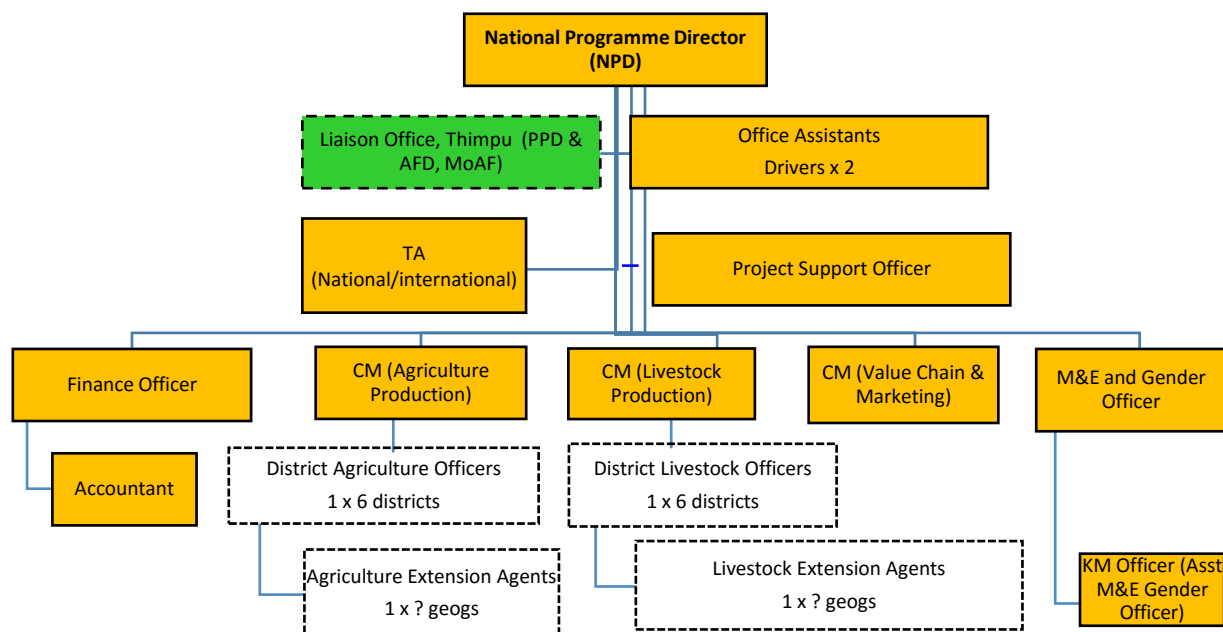 National Programme Director
(NPD)
Liaison Office, Thimpu (PPD &
AFD, MoAF)
Office Assistants
Drivers x 2
TA
(National/international)
Project Support Officer
Finance Officer
CM (Agriculture
Production)
CM (Livestock
Production)
CM (Value Chain &
Marketing)
M&E and Gender
Officer
Accountant
District Agriculture Officers
1 x 6 districts
District Livestock Officers
1 x 6 districts
Agriculture Extension Agents
1 x ? geogs
Livestock Extension Agents
1 x ? geogs
KM Officer (Asst
M&E Gender
Officer)